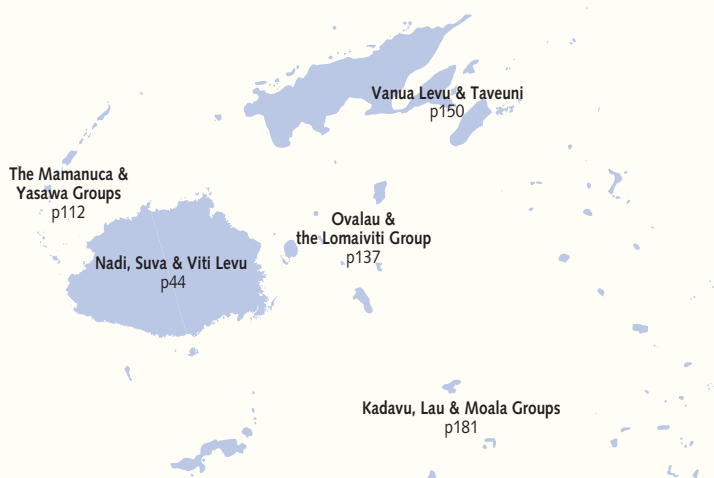 Vanua Levu & Taveuni
p150
The Mamanuca &
Yasawa Groups
p112
Ovalau &
the Lomaiviti Group
p137
Nadi, Suva & Viti Levu
p44
Kadavu, Lau & Moala Groups
p181